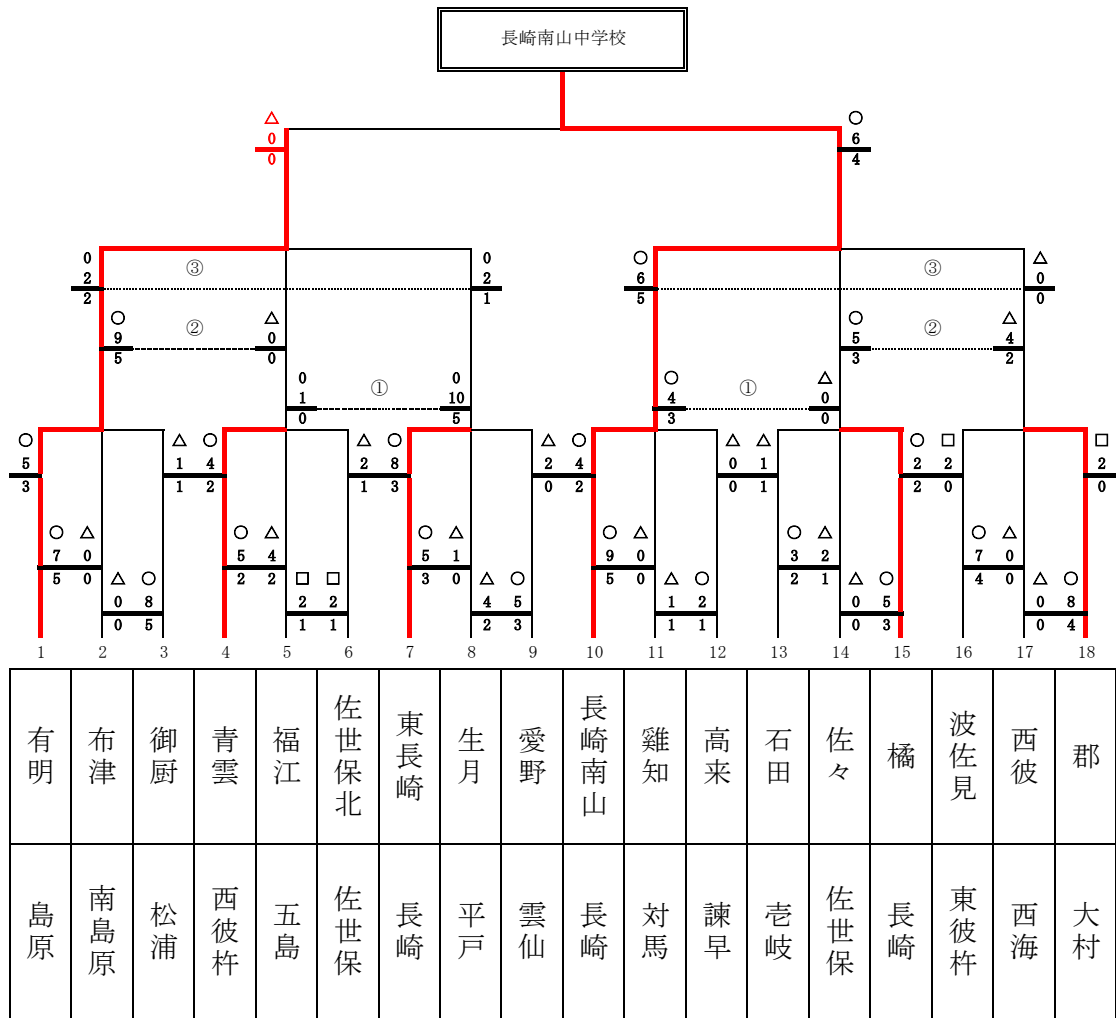 長崎南山中学校
△ ○
0 6
0 4
0 ③ 0 ○ ③ △
2 2 6 0
2 1 5 0
○ ② △ ○ ② △
9 0 5 4
5 0 3 2
0 ① 0 ○ ① △
1 10 4 0
0 5 3 0
○ △ ○ △ ○ △ ○ △ △ ○ □ □
5 1 4 2 8 2 4 0 1 2 2 2
3 1 2 1 3 0 2 0 1 2 0 0
○ △ ○ △ ○ △ ○ △ ○ △ ○ △
7 0 5 4 5 1 9 0 3 2 7 0
5 0 2 2 3 0 5 0 2 1 4 0
△ ○ □ □ △ ○ △ ○ △ ○ △ ○
0 8 2 2 4 5 1 2 0 5 0 8
0 5 1 1 2 3 1 1 0 3 0 4
1 2 3 4 5 6 7 8 9 10 11 12 13 14 15 16 17 18
有明 布津 御厨 青雲 福江 佐世保北 東長崎 生月 愛野 長崎南山 雞知 高来 石田 佐々 橘 波佐見 西彼 郡
島原 南島原 松浦 西彼杵 五島 佐世保 長崎 平戸 雲仙 長崎 対馬 諫早 壱岐 佐世保 長崎 東彼杵 西海 大村